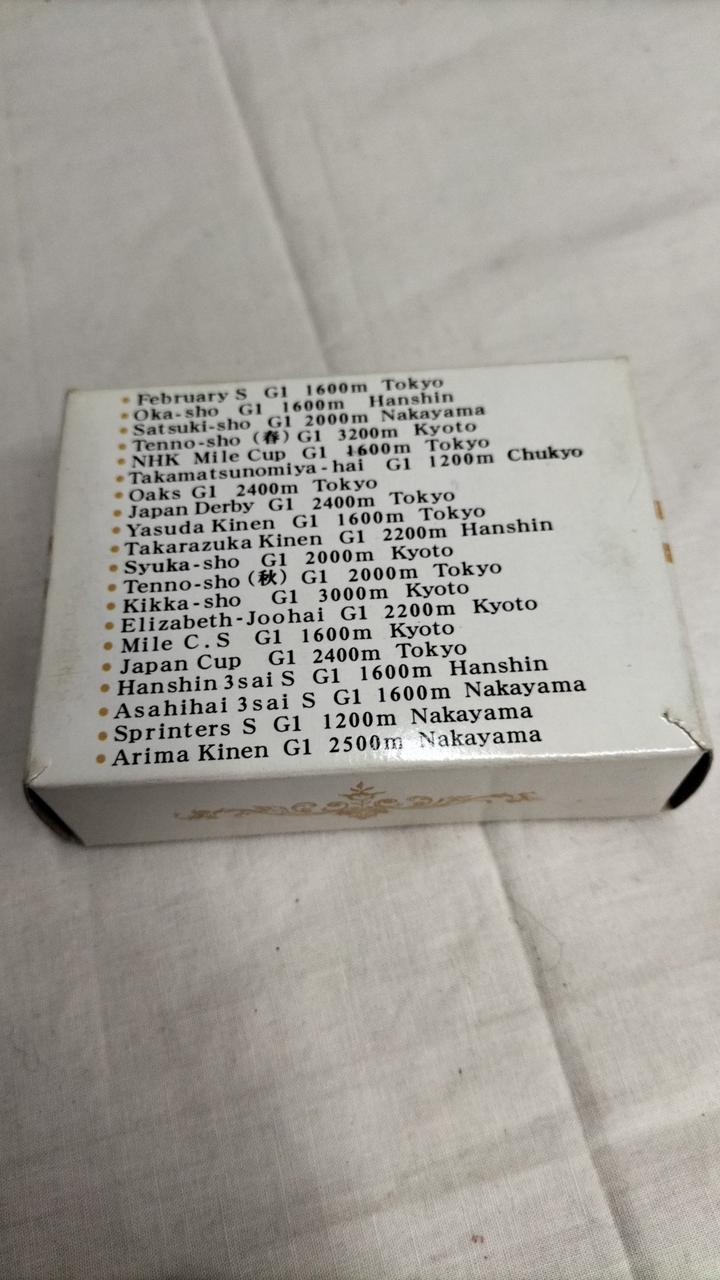 • February S G1 1600m Tokyo
• Oka-sho G1 1600m Hanshin
• Satsuki-sho G1 2000m Nakayama
• Tenno-sho (春) G1 3200m Kyoto
• NHK Mile Cup G1 1600m Tokyo
• Takamatsunomiya-hai G1 1200m Chukyo
• Oaks G1 2400m Tokyo
• Japan Derby G1 2400m Tokyo
• Yasuda Kinen G1 1600m Tokyo
• Takarazuka Kinen G1 2200m Hanshin
• Syuka-sho G1 2000m Kyoto
• Tenno-sho (秋) G1 2000m Tokyo
• Kikka-sho G1 3000m Kyoto
• Elizabeth-Joohai G1 2200m Kyoto
• Mile C.S G1 1600m Kyoto
• Japan Cup G1 2400m Tokyo
• Hanshin 3sai S G1 1600m Hanshin
• Asahihai 3sai S G1 1600m Nakayama
• Sprinters S G1 1200m Nakayama
• Arima Kinen G1 2500m Nakayama